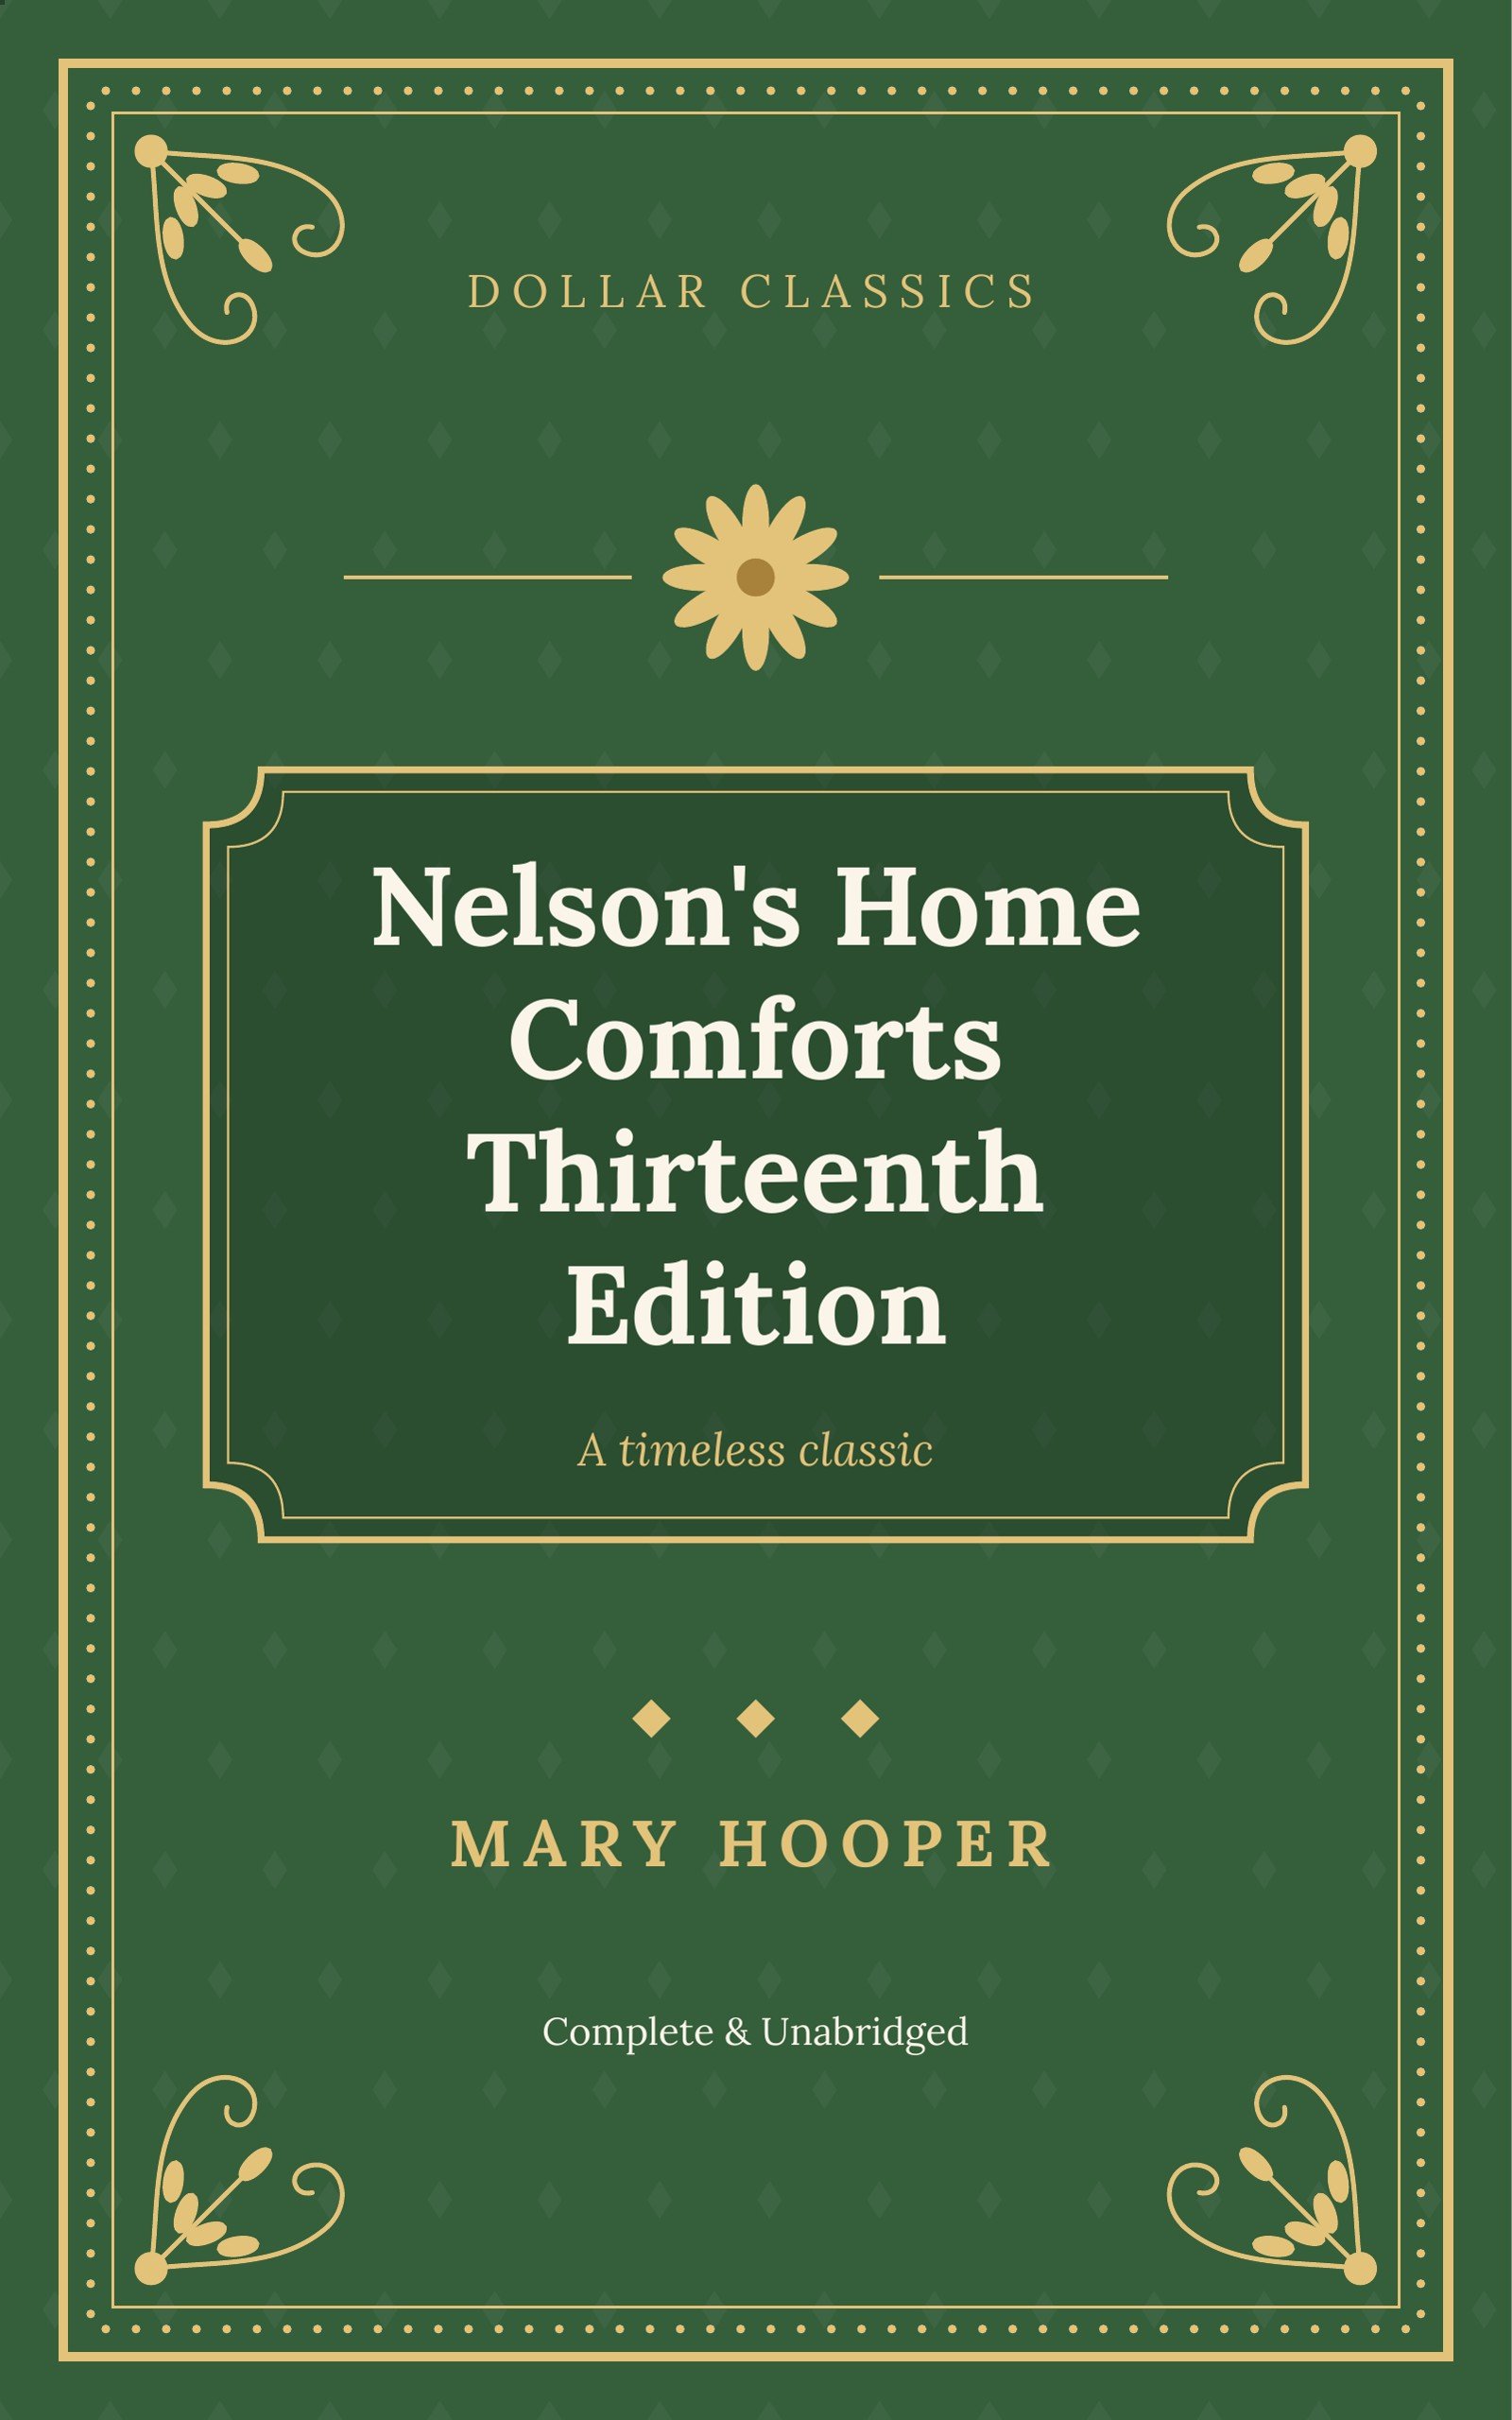 DOLLAR CLASSICS
Nelson's Home
Comforts
Thirteenth
Edition
A timeless classic
MARY HOOPER
Complete & Unabridged